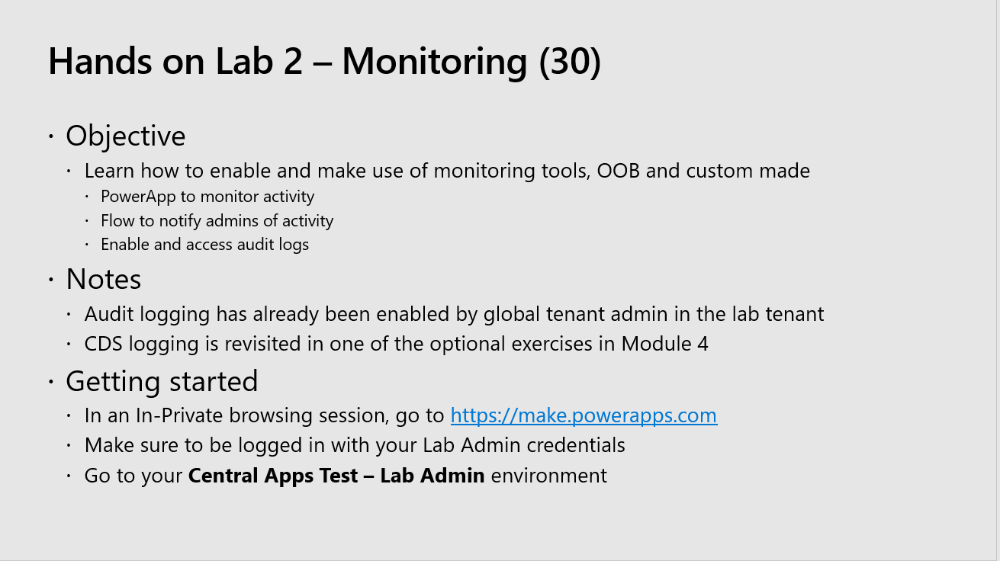 Hands on Lab 2 – Monitoring (30)
· Objective
· Learn how to enable and make use of monitoring tools, OOB and custom made
· PowerApp to monitor activity
· Flow to notify admins of activity
· Enable and access audit logs
· Notes
· Audit logging has already been enabled by global tenant admin in the lab tenant
· CDS logging is revisited in one of the optional exercises in Module 4
· Getting started
· In an In-Private browsing session, go to https://make.powerapps.com
· Make sure to be logged in with your Lab Admin credentials
· Go to your Central Apps Test – Lab Admin environment